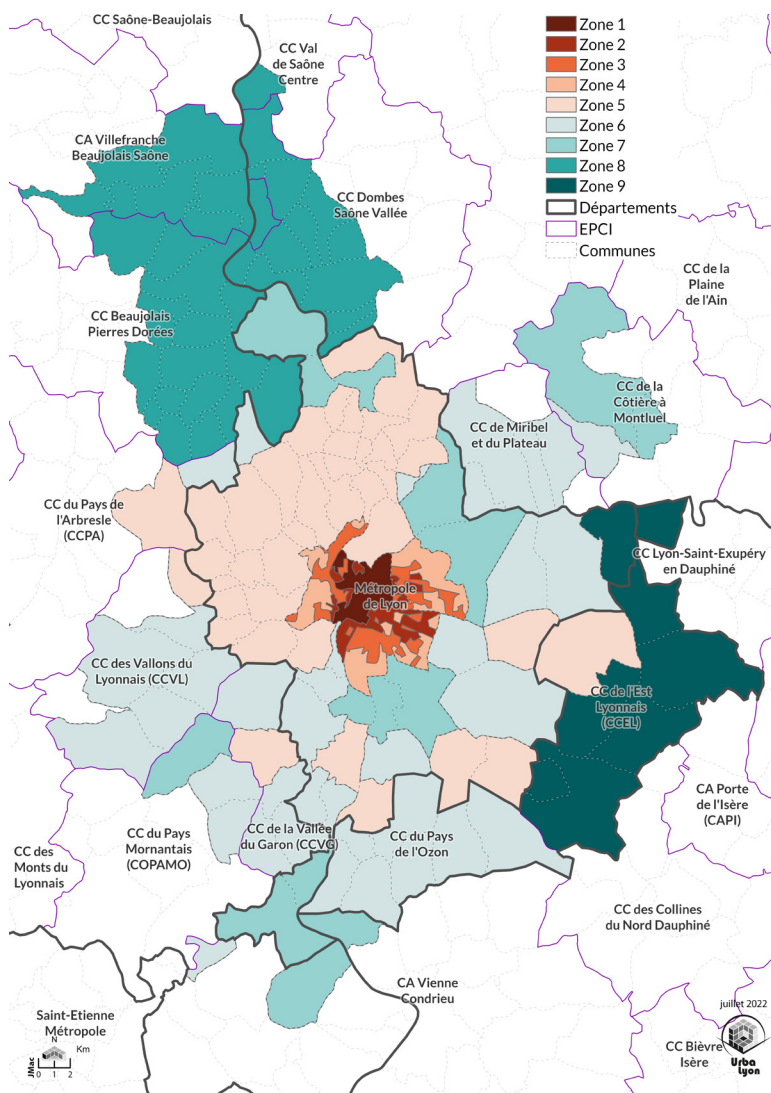 CC Saône-Beaujolais
CC Val
de Saône
Centre
Zone 1
Zone 2
Zone 3
Zone 4
Zone 5
Zone 6
Zone 7
Zone 8
Zone 9
Départements
EPCI
Communes
CA Villefranche
Beaujolais Saône
CC Dombes
Saône Vallée
CC de la
Plaine
de l'Ain
CC Beaujolais
Pierres Dorées
CC de la
Côtière à
Montluel
CC de Miribel
et du Plateau
CC du Pays de
l'Arbresle
(CCPA)
CC Lyon-Saint-Exupéry
en Dauphiné
Métropole
de Lyon
CC des Vallons du
Lyonnais (CCVL)
CC de l'Est
Lyonnais
(CCEL)
CA Porte
de l'Isère
(CAPI)
CC du Pays
Mornantais
(COPAMO)
CC de la Vallée
du Garon (CCVG)
CC du Pays
de l'Ozon
CC des
Monts du
Lyonnais
CC des Collines
du Nord Dauphiné
CA Vienne
Condrieu
Saint-Etienne
Métropole
N
Km
JMac
0 1 2
juillet 2022
CC Bièvre
Isère
Urba
Lyon